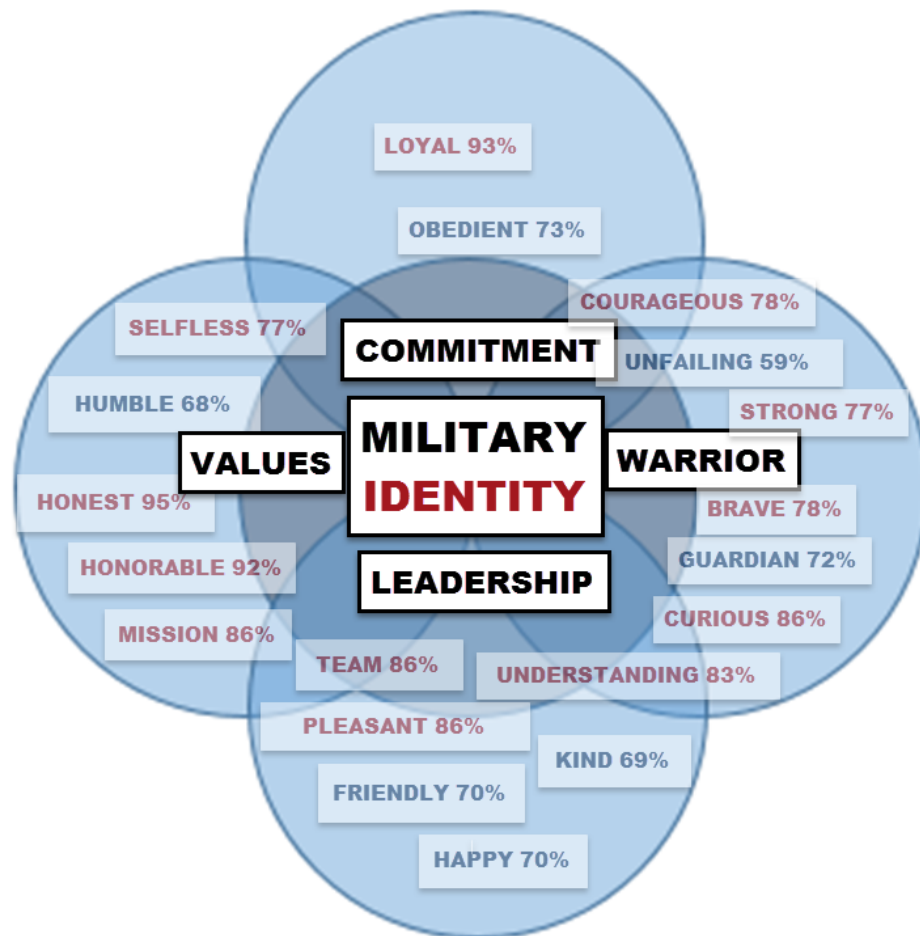 LOYAL 93%
OBEDIENT 73%
COURAGEOUS 78%
SELFLESS 77%
COMMITMENT
UNFAILING 59%
HUMBLE 68%
STRONG 77%
MILITARY
IDENTITY
VALUES
WARRIOR
HONEST 95%
BRAVE 78%
HONORABLE 92%
GUARDIAN 72%
LEADERSHIP
MISSION 86%
CURIOUS 86%
TEAM 86%
UNDERSTANDING 83%
PLEASANT 86%
KIND 69%
FRIENDLY 70%
HAPPY 70%